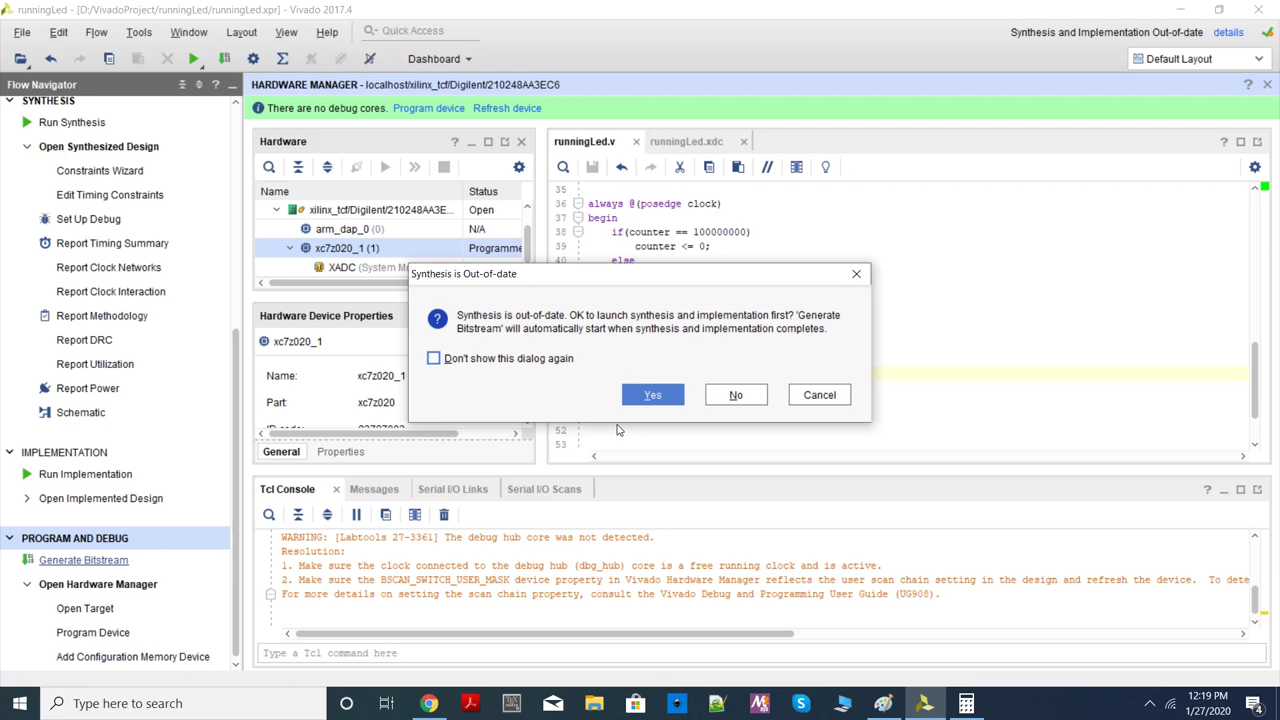 runningLed - [D:/VivadoProject/runningLed/runningLed.xpr] - Vivado 2017.4
File Edit Flow Tools Window Layout View Help Quick Access
Synthesis and Implementation Out-of-date details
Dashboard
Default Layout
Flow Navigator
HARDWARE MANAGER - localhost/xilinx_tcf/Digilent/210248AA3EC6
There are no debug cores. Program device Refresh device
SYNTHESIS
Run Synthesis
Open Synthesized Design
Constraints Wizard
Edit Timing Constraints
Set Up Debug
Report Timing Summary
Report Clock Networks
Report Clock Interaction
Report Methodology
Report DRC
Report Utilization
Report Power
Schematic
IMPLEMENTATION
Run Implementation
Open Implemented Design
PROGRAM AND DEBUG
Generate Bitstream
Open Hardware Manager
Open Target
Program Device
Add Configuration Memory Device
Hardware
Name Status
xilinx_tcf/Digilent/210248AA3E... Open
arm_dap_0 (0) N/A
xc7z020_1 (1) Programme
XADC (System M
Hardware Device Properties
xc7z020_1
Name: xc7z020_1
Part: xc7z020
General Properties
runningLed.v runningLed.xdc
35
36 always @(posedge clock)
37 begin
38 if(counter == 100000000)
39 counter <= 0;
40 else
52
53
Synthesis is Out-of-date
Synthesis is out-of-date. OK to launch synthesis and implementation first? 'Generate
Bitstream' will automatically start when synthesis and implementation completes.
Don't show this dialog again
Yes No Cancel
Tcl Console Messages Serial I/O Links Serial I/O Scans
WARNING: [Labtools 27-3361] The debug hub core was not detected.
Resolution:
1. Make sure the clock connected to the debug hub (dbg_hub) core is a free running clock and is active.
2. Make sure the BSCAN_SWITCH_USER_MASK device property in Vivado Hardware Manager reflects the user scan chain setting in the design and refresh the device. To dete
For more details on setting the scan chain property, consult the Vivado Debug and Programming User Guide (UG908).
Type a Tcl command here
Type here to search
12:19 PM
1/27/2020
4